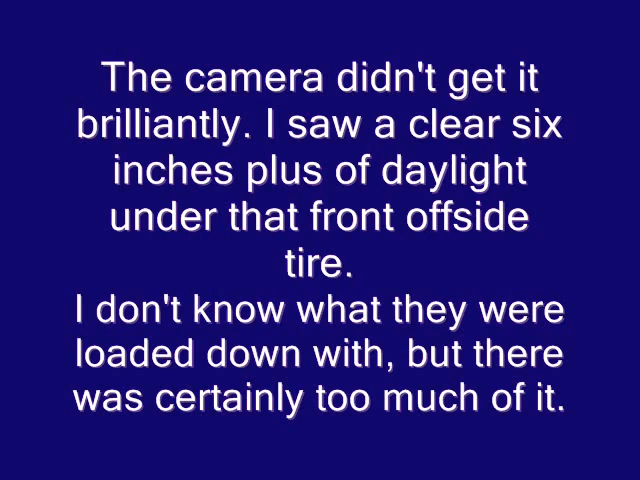 The camera didn't get it
brilliantly. I saw a clear six
inches plus of daylight
under that front offside
tire.
I don't know what they were
loaded down with, but there
was certainly too much of it.